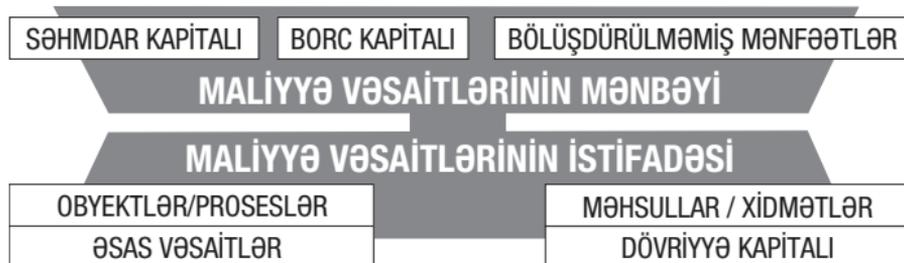 SƏHMDAR KAPİTALI BORC KAPİTALI BÖLÜŞDÜRÜLMƏMİŞ MƏNFƏƏTLƏR
MALİYYƏ VƏSAİTLƏRİNİN MƏNBƏYİ
MALİYYƏ VƏSAİTLƏRİNİN İSTİFADƏSİ
OBYEKTLƏR/PROSESLƏR MƏHSULLAR / XİDMƏTLƏR
ƏSAS VƏSAİTLƏR DÖVRİYYƏ KAPİTALI